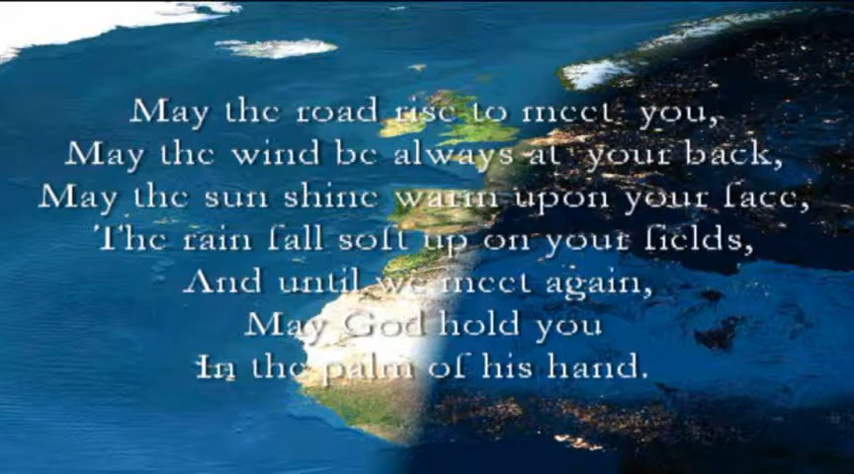 May the road rise to meet you,
May the wind be always at your back,
May the sun shine warm upon your face,
The rain fall soft up on your fields,
And until we meet again,
May God hold you
In the palm of his hand.